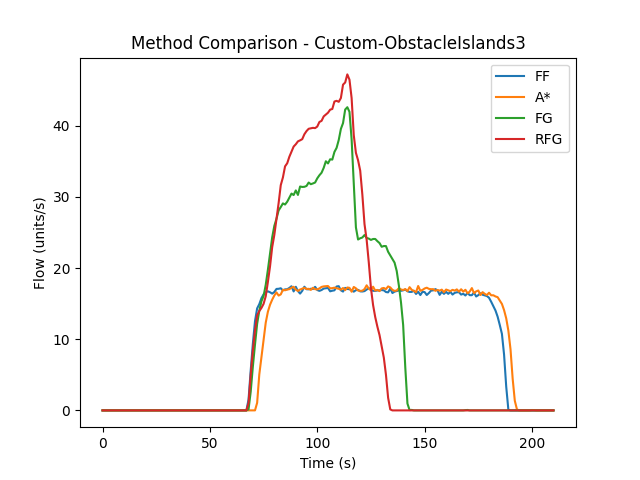 Method Comparison - Custom-ObstacleIslands3
FF
A*
FG
RFG
Flow (units/s)
40
30
20
10
0
0 50 100 150 200
Time (s)